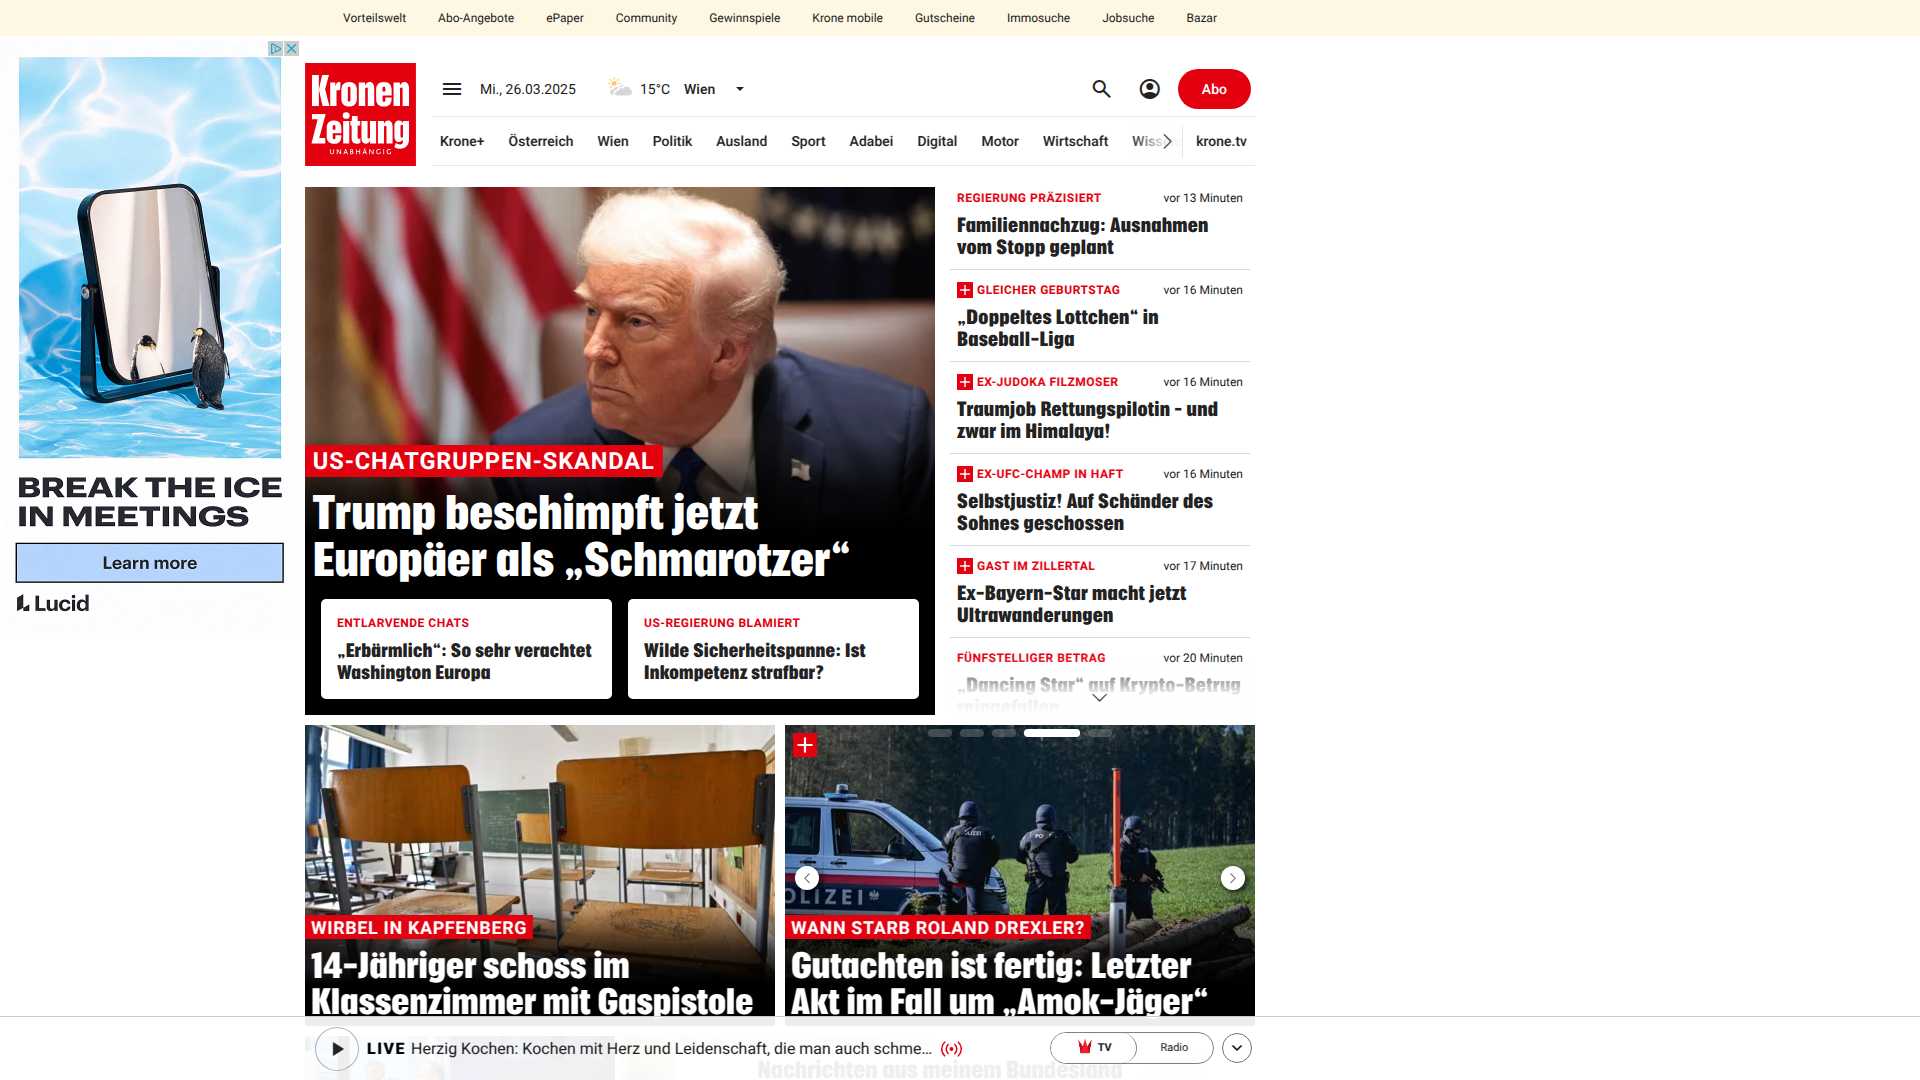 Vorteilswelt
Abo-Angebote
ePaper
Community
Gewinnspiele
Krone mobile
Gutscheine
Immosuche
Jobsuche
Bazar
BREAK THE ICE
IN MEETINGS
Learn more
Lucid
Kronen
Zeitung
UNABHÄNGIG
Mi., 26.03.2025
15°C
Wien
Abo
Krone+
Österreich
Wien
Politik
Ausland
Sport
Adabei
Digital
Motor
Wirtschaft
Wiss
krone.tv
US-CHATGRUPPEN-SKANDAL
Trump beschimpft jetzt
Europäer als „Schmarotzer“
ENTLARVENDE CHATS
„Erbärmlich“: So sehr verachtet
Washington Europa
US-REGIERUNG BLAMIERT
Wilde Sicherheitspanne: Ist
Inkompetenz strafbar?
REGIERUNG PRÄZISIERT vor 13 Minuten
Familiennachzug: Ausnahmen
vom Stopp geplant
GLEICHER GEBURTSTAG vor 16 Minuten
„Doppeltes Lottchen“ in
Baseball-Liga
EX-JUDOKA FILZMOSER vor 16 Minuten
Traumjob Rettungspilotin - und
zwar im Himalaya!
EX-UFC-CHAMP IN HAFT vor 16 Minuten
Selbstjustiz! Auf Schänder des
Sohnes geschossen
GAST IM ZILLERTAL vor 17 Minuten
Ex-Bayern-Star macht jetzt
Ultrawanderungen
FÜNFSTELLIGER BETRAG vor 20 Minuten
„Dancing Star“ auf Krypto-Betrug
reingefallen
WIRBEL IN KAPFENBERG
14-Jähriger schoss im
Klassenzimmer mit Gaspistole
POLIZEI
WANN STARB ROLAND DREXLER?
Gutachten ist fertig: Letzter
Akt im Fall um „Amok-Jäger“
LIVE Herzig Kochen: Kochen mit Herz und Leidenschaft, die man auch schme...
TV
Radio
Nachrichten aus meinem Bundesland